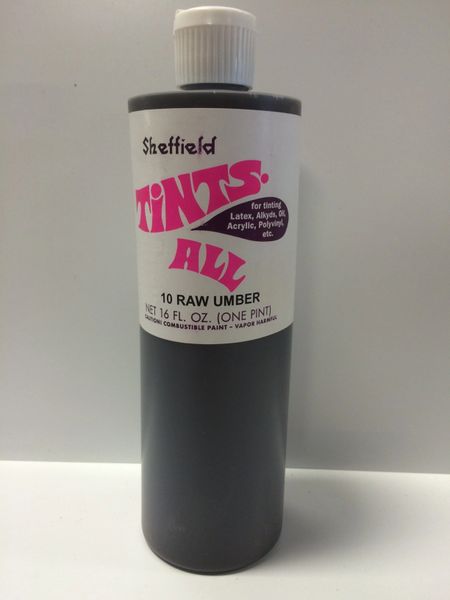 Sheffield
TiNTS·
ALL
for tinting
Latex, Alkyds, Oil,
Acrylic, Polyvinyl,
etc.
10 RAW UMBER
NET 16 FL. OZ. (ONE PINT)
CAUTION! COMBUSTIBLE PAINT – VAPOR HARMFUL